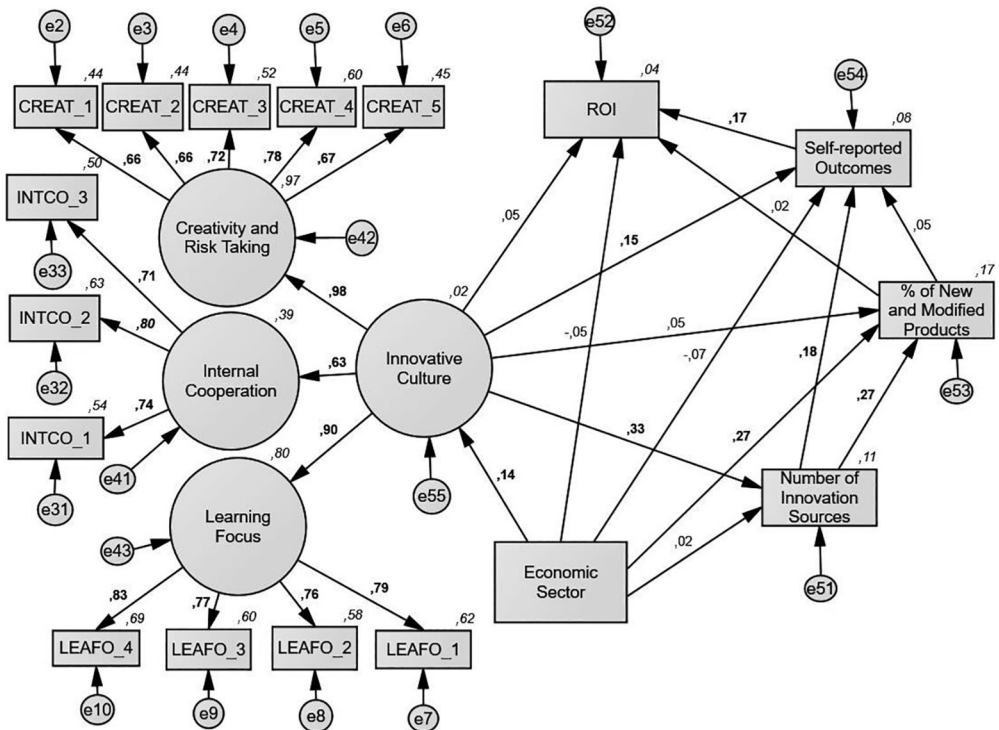 e2
e3
e4
e5
e6
,44
,44
,52
,60
,45
CREAT_1
CREAT_2
CREAT_3
CREAT_4
CREAT_5
,66
,66
,72
,78
,67
,97
Creativity and
Risk Taking
e42
,50
INTCO_3
e33
,71
,63
INTCO_2
e32
,80
,54
INTCO_1
e31
,74
,39
Internal
Cooperation
e41
,98
,63
,90
,02
Innovative
Culture
e55
,80
Learning
Focus
e43
,83
,77
,76
,79
,69
,60
,58
,62
LEAFO_4
LEAFO_3
LEAFO_2
LEAFO_1
e10
e9
e8
e7
e52
,04
ROI
e54
,08
Self-reported
Outcomes
,17
,05
,15
,02
,05
-,05
,05
-,07
,18
,17
% of New
and Modified
Products
e53
,33
,27
,27
,14
,02
,11
Number of
Innovation
Sources
e51
Economic
Sector